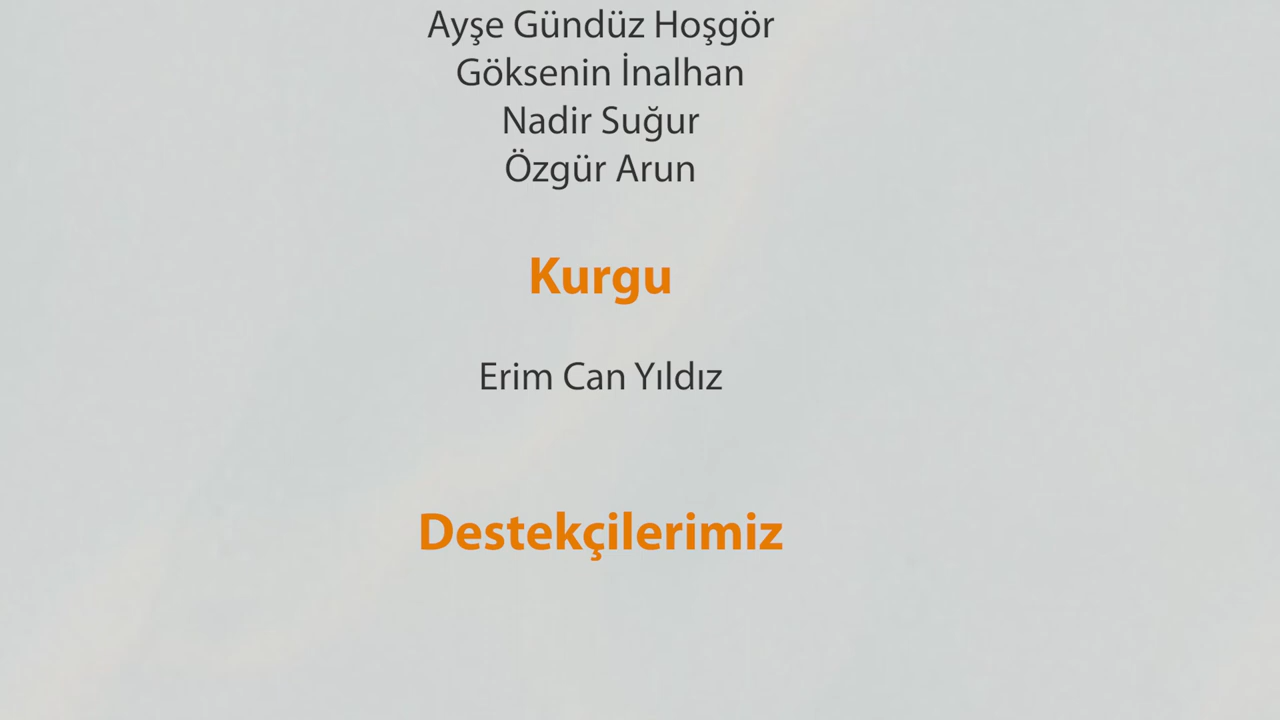 Ayşe Gündüz Hoşgör
Göksenin İnalhan
Nadir Suğur
Özgür Arun
Kurgu
Erim Can Yıldız
Destekçilerimiz